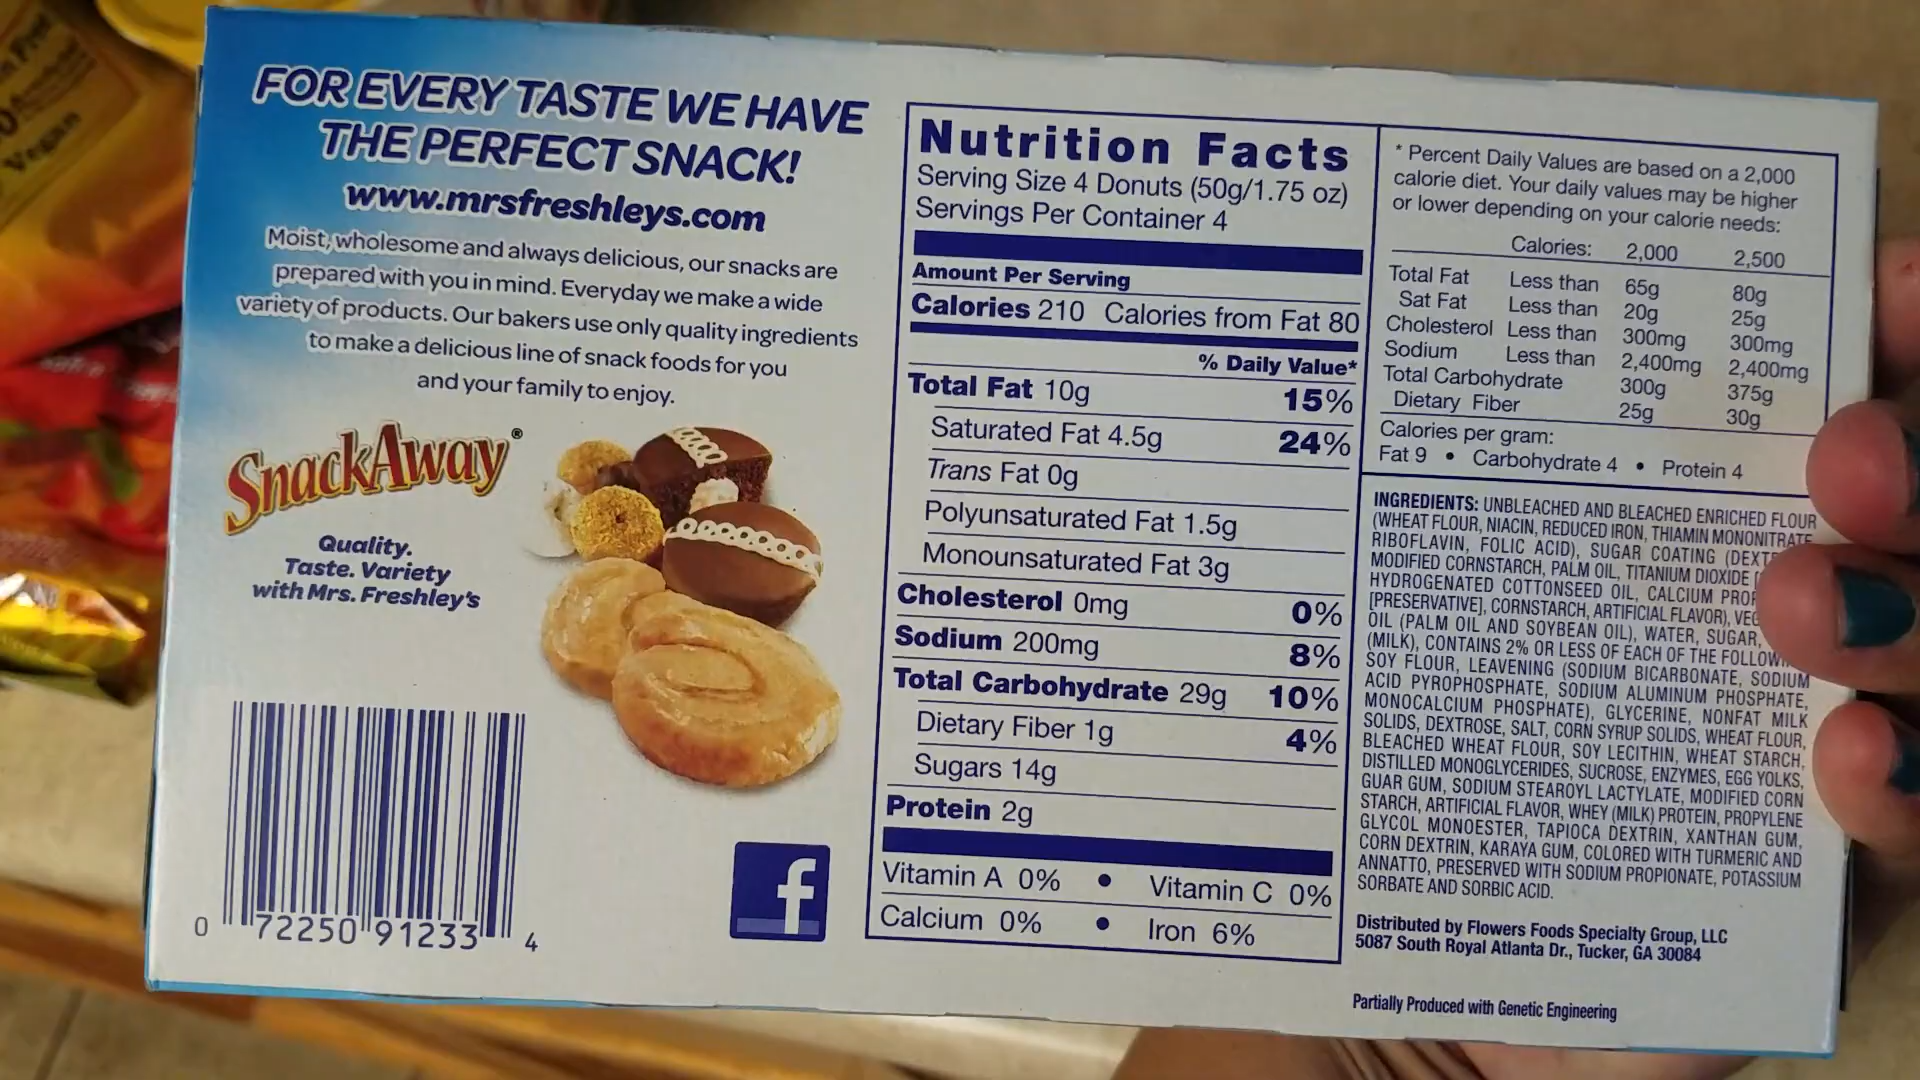 Vegan
FOR EVERY TASTE WE HAVE
THE PERFECT SNACK!
www.mrsfreshleys.com
Moist, wholesome and always delicious, our snacks are
prepared with you in mind. Everyday we make a wide
variety of products. Our bakers use only quality ingredients
to make a delicious line of snack foods for you
and your family to enjoy.
SnackAway®
Quality.
Taste. Variety
with Mrs. Freshley's
0 72250 91233 4
f
Nutrition Facts
Serving Size 4 Donuts (50g/1.75 oz)
Servings Per Container 4
Amount Per Serving
Calories 210 Calories from Fat 80
% Daily Value*
Total Fat 10g 15%
Saturated Fat 4.5g 24%
Trans Fat 0g
Polyunsaturated Fat 1.5g
Monounsaturated Fat 3g
Cholesterol 0mg 0%
Sodium 200mg 8%
Total Carbohydrate 29g 10%
Dietary Fiber 1g 4%
Sugars 14g
Protein 2g
Vitamin A 0% • Vitamin C 0%
Calcium 0% • Iron 6%
* Percent Daily Values are based on a 2,000
calorie diet. Your daily values may be higher
or lower depending on your calorie needs:
Calories: 2,000 2,500
Total Fat Less than 65g 80g
Sat Fat Less than 20g 25g
Cholesterol Less than 300mg 300mg
Sodium Less than 2,400mg 2,400mg
Total Carbohydrate 300g 375g
Dietary Fiber 25g 30g
Calories per gram:
Fat 9 • Carbohydrate 4 • Protein 4
INGREDIENTS: UNBLEACHED AND BLEACHED ENRICHED FLOUR
(WHEAT FLOUR, NIACIN, REDUCED IRON, THIAMIN MONONITRATE
RIBOFLAVIN, FOLIC ACID), SUGAR COATING
MODIFIED CORNSTARCH, PALM OIL, TITANIUM DIOXIDE
HYDROGENATED COTTONSEED OIL, CALCIUM
[PRESERVATIVE], CORNSTARCH, ARTIFICIAL FLAVOR),
OIL (PALM OIL AND SOYBEAN OIL), WATER, SUGAR,
(MILK), CONTAINS 2% OR LESS OF EACH OF THE
SOY FLOUR, LEAVENING (SODIUM BICARBONATE, SODIUM
ACID PYROPHOSPHATE, SODIUM ALUMINUM PHOSPHATE,
MONOCALCIUM PHOSPHATE), GLYCERINE, NONFAT MILK
SOLIDS, DEXTROSE, SALT, CORN SYRUP SOLIDS, WHEAT FLOUR,
BLEACHED WHEAT FLOUR, SOY LECITHIN, WHEAT STARCH,
DISTILLED MONOGLYCERIDES, SUCROSE, ENZYMES, EGG YOLKS,
GUAR GUM, SODIUM STEAROYL LACTYLATE, MODIFIED CORN
STARCH, ARTIFICIAL FLAVOR, WHEY (MILK) PROTEIN, PROPYLENE
GLYCOL MONOESTER, TAPIOCA DEXTRIN, XANTHAN GUM,
CORN DEXTRIN, KARAYA GUM, COLORED WITH TURMERIC AND
ANNATTO, PRESERVED WITH SODIUM PROPIONATE, POTASSIUM
SORBATE AND SORBIC ACID.
Distributed by Flowers Foods Specialty Group, LLC
5087 South Royal Atlanta Dr., Tucker, GA 30084
Partially Produced with Genetic Engineering